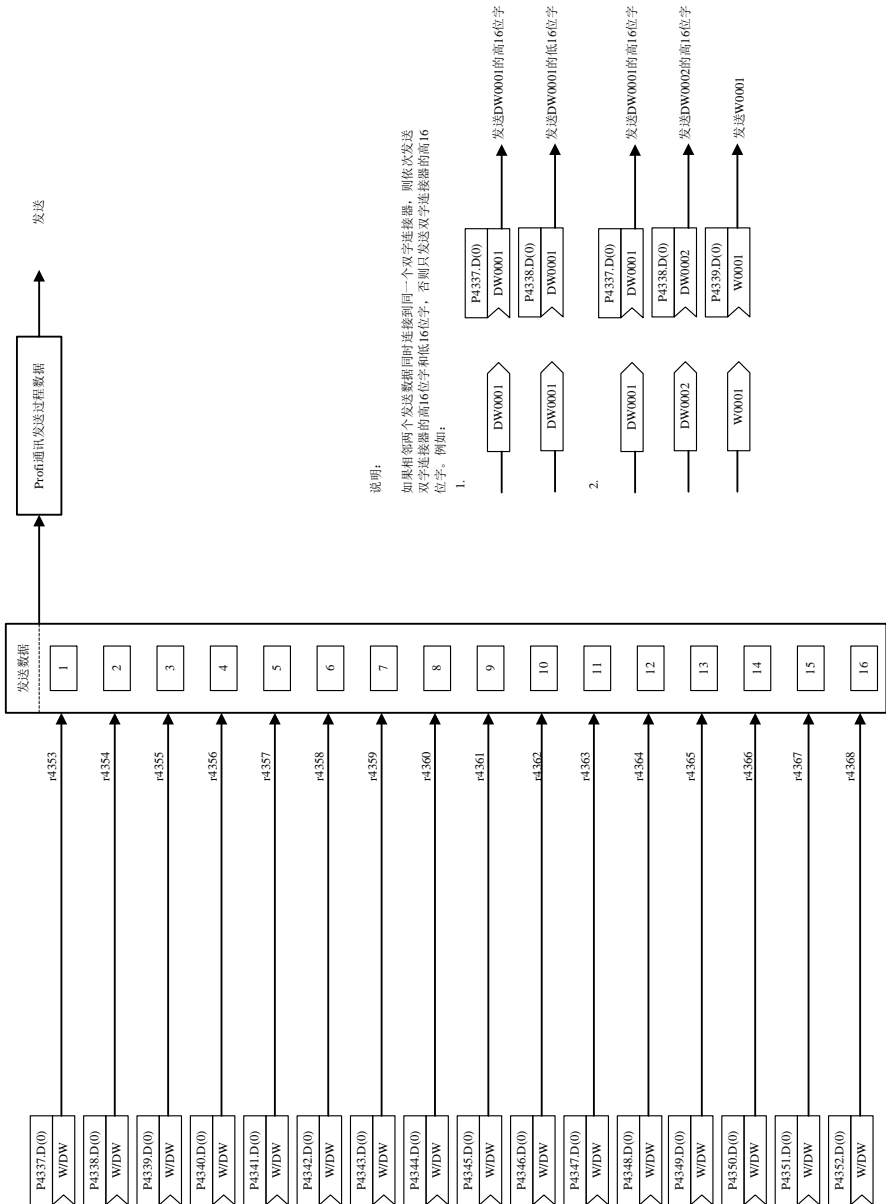 P4337.D(0)
W/DW
r4353
P4338.D(0)
W/DW
r4354
P4339.D(0)
W/DW
r4355
P4340.D(0)
W/DW
r4356
P4341.D(0)
W/DW
r4357
P4342.D(0)
W/DW
r4358
P4343.D(0)
W/DW
r4359
P4344.D(0)
W/DW
r4360
P4345.D(0)
W/DW
r4361
P4346.D(0)
W/DW
r4362
P4347.D(0)
W/DW
r4363
P4348.D(0)
W/DW
r4364
P4349.D(0)
W/DW
r4365
P4350.D(0)
W/DW
r4366
P4351.D(0)
W/DW
r4367
P4352.D(0)
W/DW
r4368
发送数据
1
2
3
4
5
6
7
8
9
10
11
12
13
14
15
16
Profi通讯发送过程数据
发送
说明：
如果相邻两个发送数据同时连接到同一个双字连接器，则依次发送
双字连接器的高16位字和低16位字，否则只发送双字连接器的高16
位字。例如：
1.
DW0001
P4337.D(0)
DW0001
发送DW0001的高16位字
DW0001
P4338.D(0)
DW0001
发送DW0001的低16位字
2.
DW0001
P4337.D(0)
DW0001
发送DW0001的高16位字
DW0002
P4338.D(0)
DW0002
发送DW0002的高16位字
W0001
P4339.D(0)
W0001
发送W0001